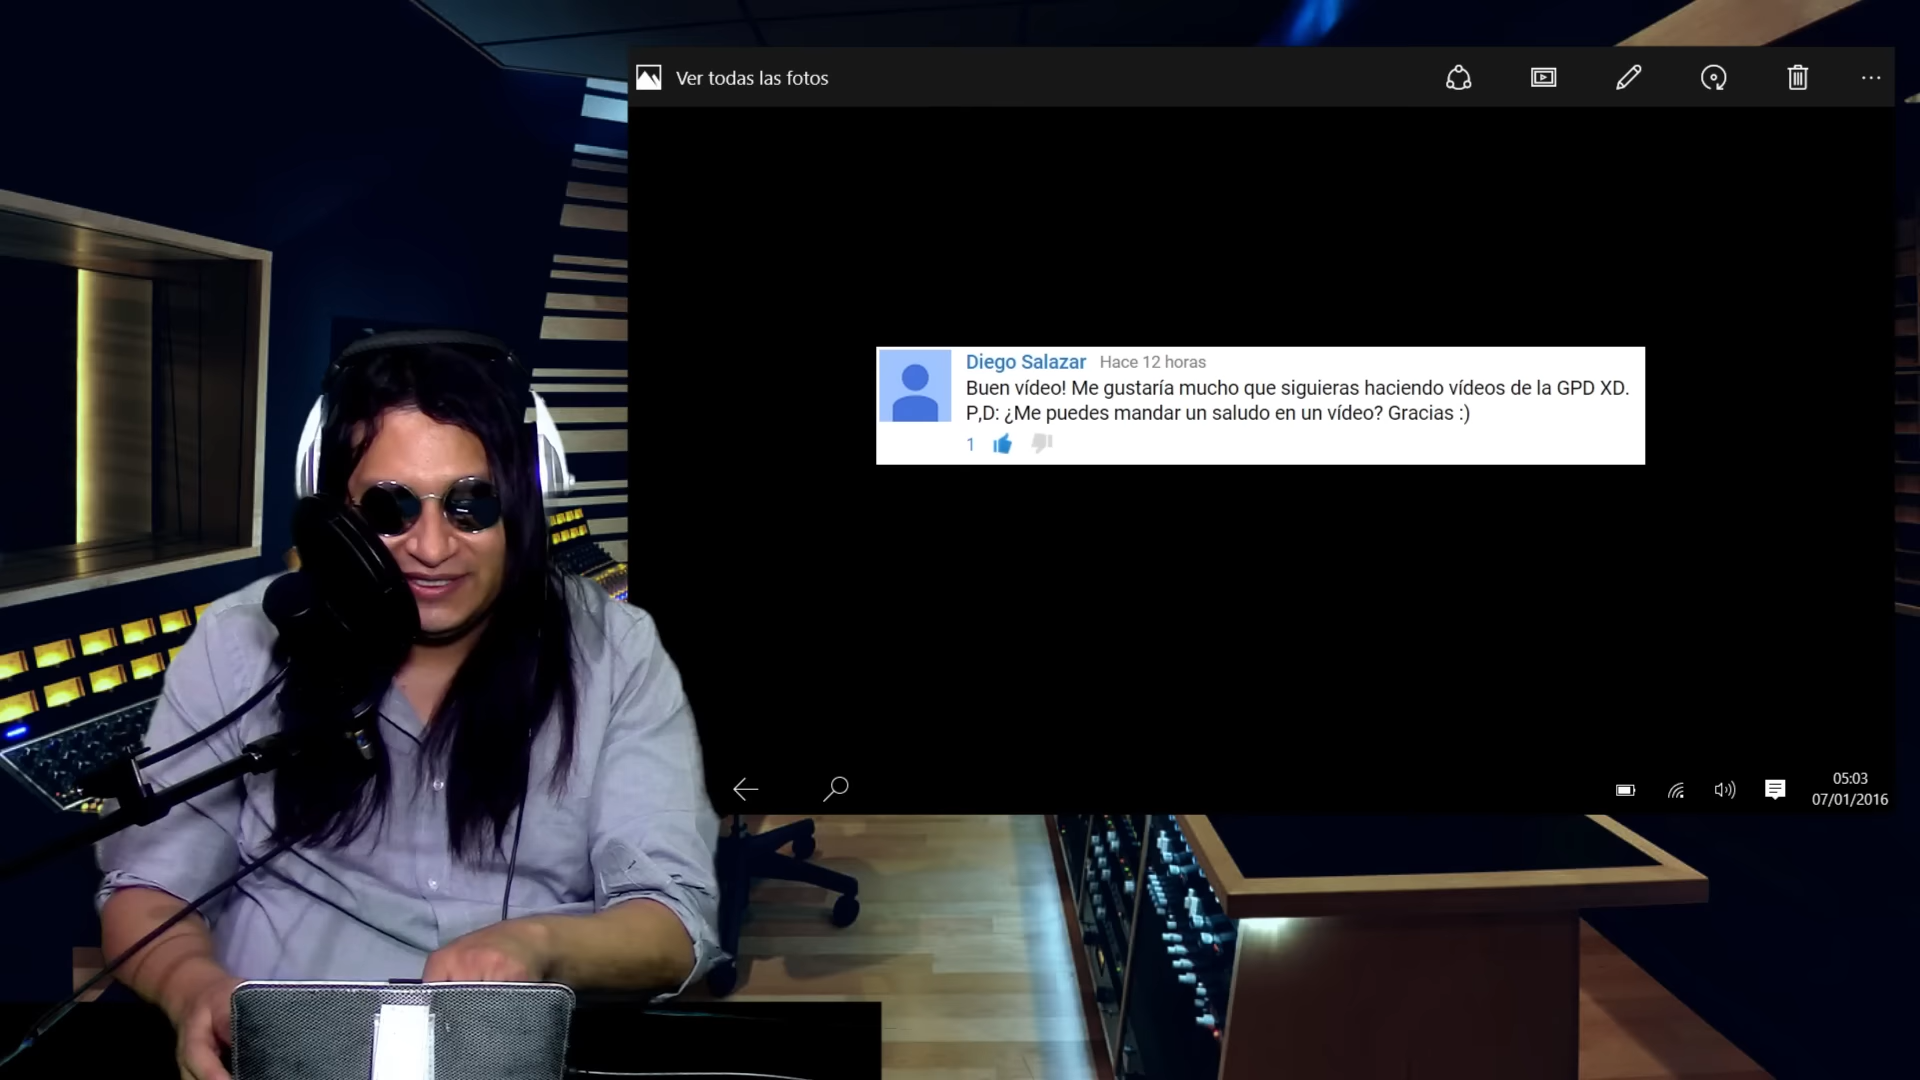 Ver todas las fotos
Diego Salazar Hace 12 horas
Buen vídeo! Me gustaría mucho que siguieras haciendo vídeos de la GPD XD.
P,D: ¿Me puedes mandar un saludo en un vídeo? Gracias :)
1
05:03
07/01/2016